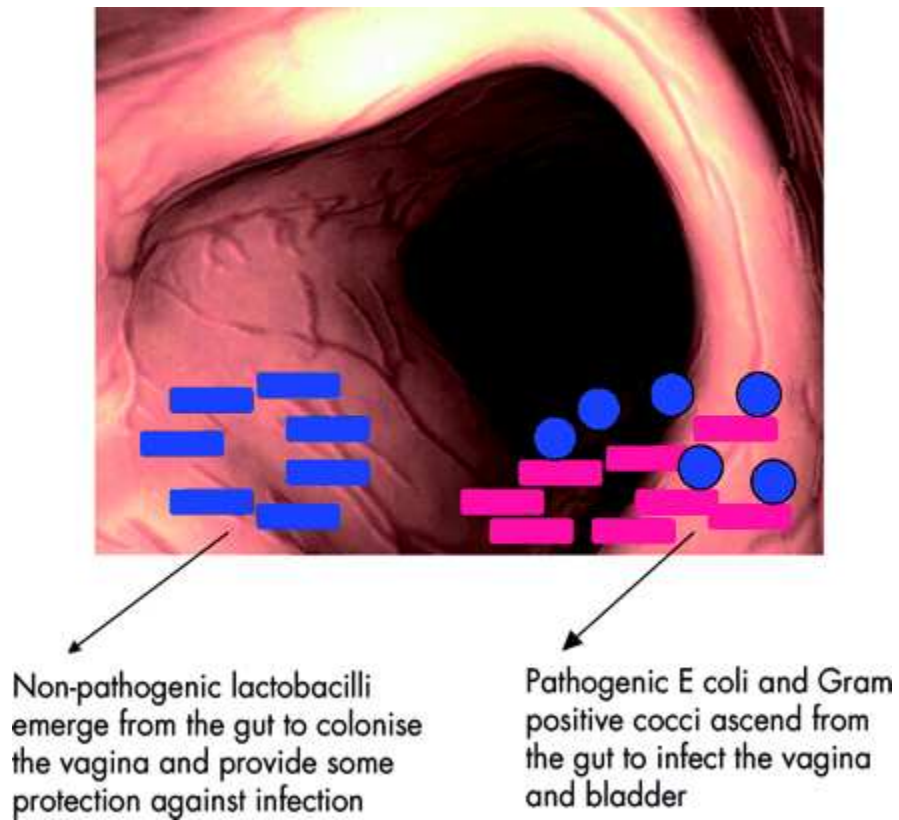 Non-pathogenic lactobacilli
emerge from the gut to colonise
the vagina and provide some
protection against infection
Pathogenic E coli and Gram
positive cocci ascend from
the gut to infect the vagina
and bladder